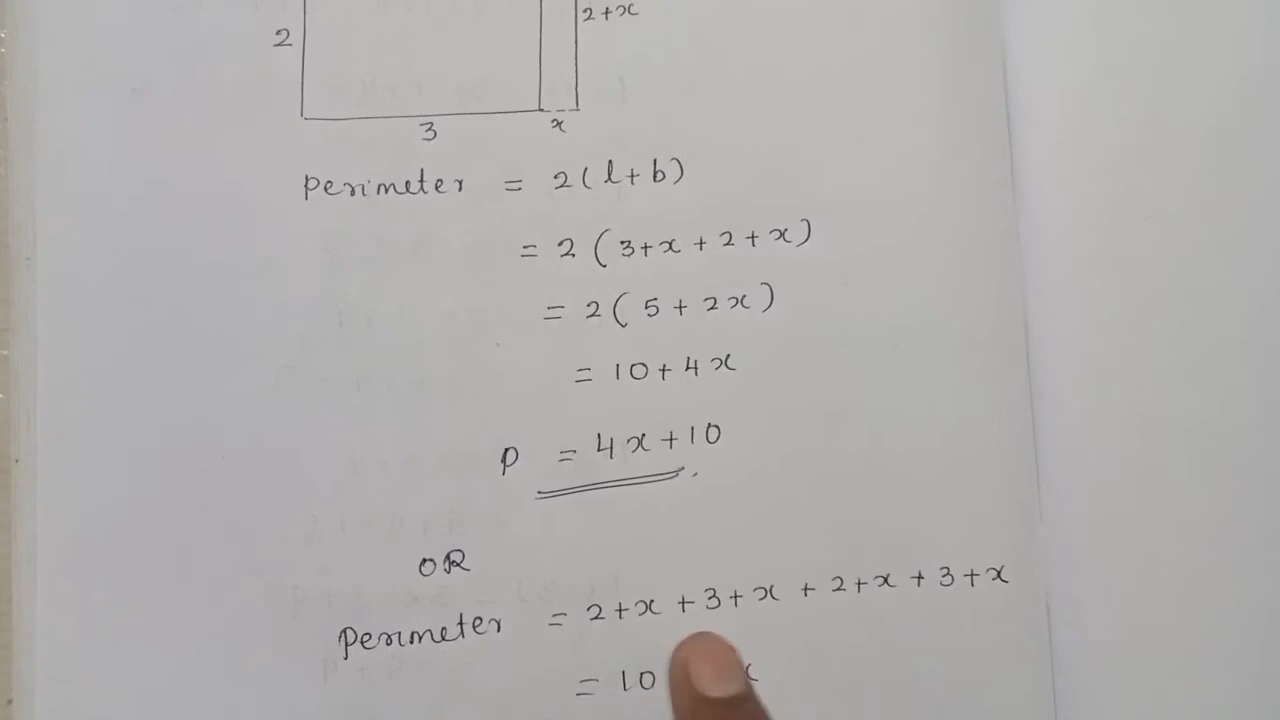 2+x
2
3
x
Perimeter = 2(l+b)
= 2(3+x+2+x)
= 2(5+2x)
= 10+4x
P = 4x+10
OR
Perimeter = 2+x+3+x+2+x+3+x
= 10